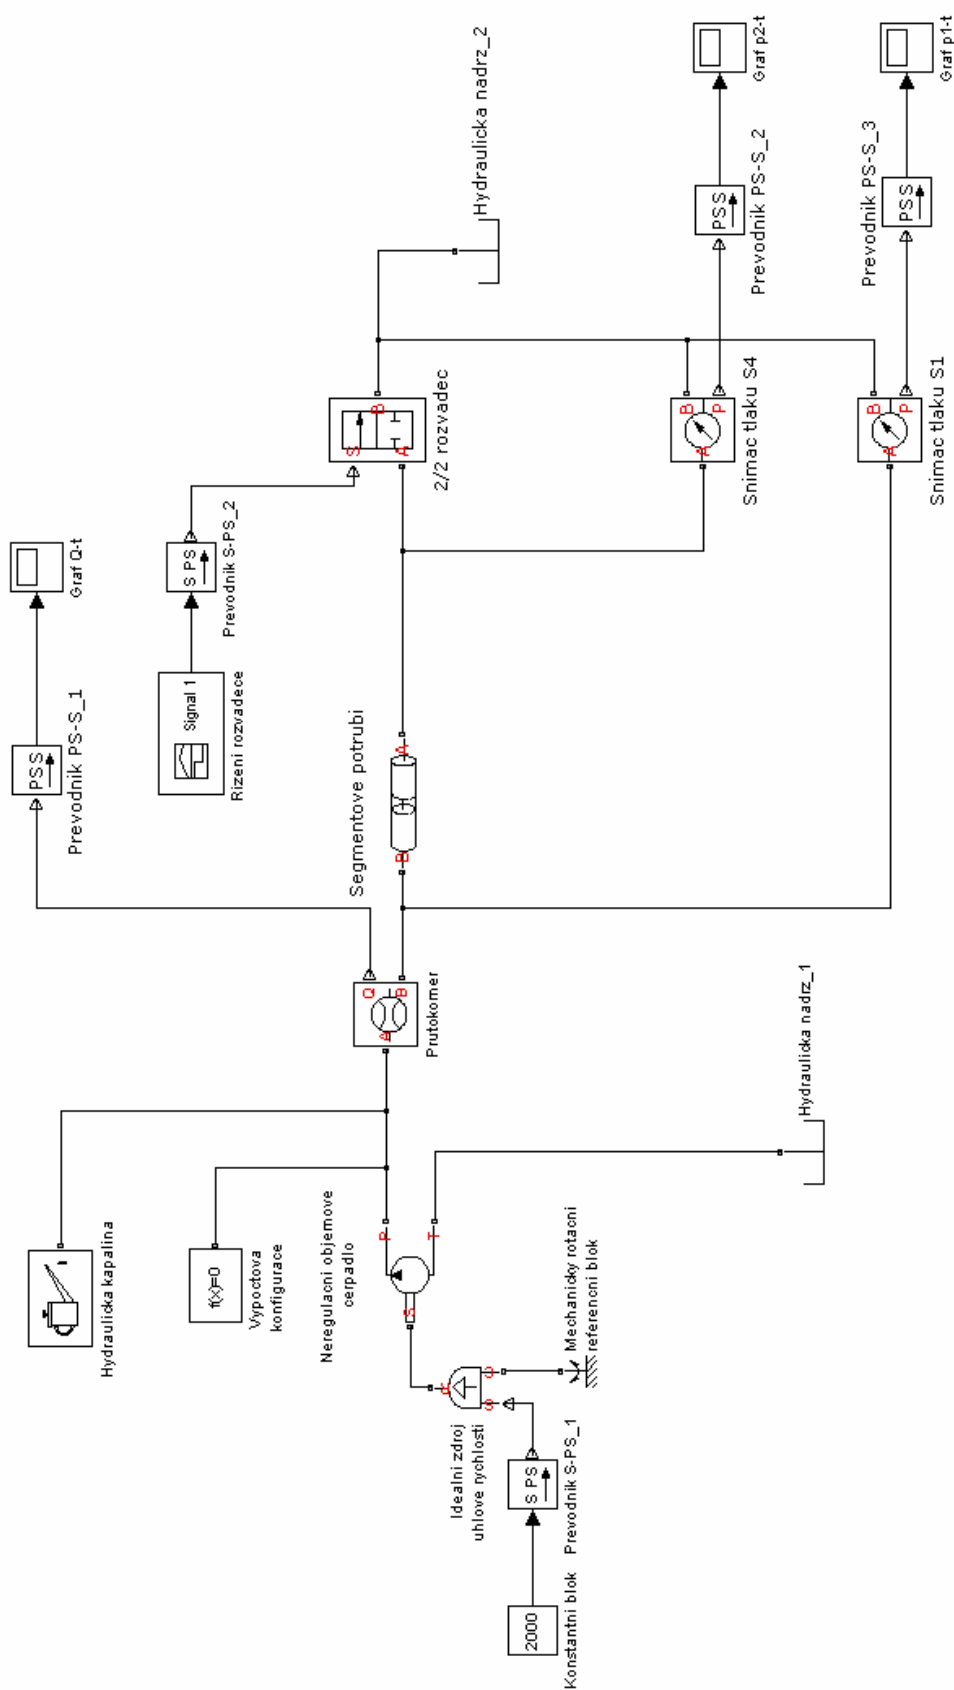 Hydraulicka kapalina
f(x)=0
Vypoctova
konfigurace
Neregulacni objemove
cerpadlo
P
T
S
Idealni zdroj
uhlove rychlosti
R
S
C
Mechanicky rotacni
referencni blok
S PS
Prevodnik S-PS_1
2000
Konstantni blok
Hydraulicka nadrz_1
Q
A
B
Prutokomer
PS S
Prevodnik PS-S_1
Graf Q-t
Segmentove potrubi
B
A
Signal 1
Rizeni rozvadece
S PS
Prevodnik S-PS_2
S
B
A
2/2 rozvadec
Hydraulicka nadrz_2
B
A
P
Snimac tlaku S4
PS S
Prevodnik PS-S_2
Graf p2-t
B
A
P
Snimac tlaku S1
PS S
Prevodnik PS-S_3
Graf p1-t